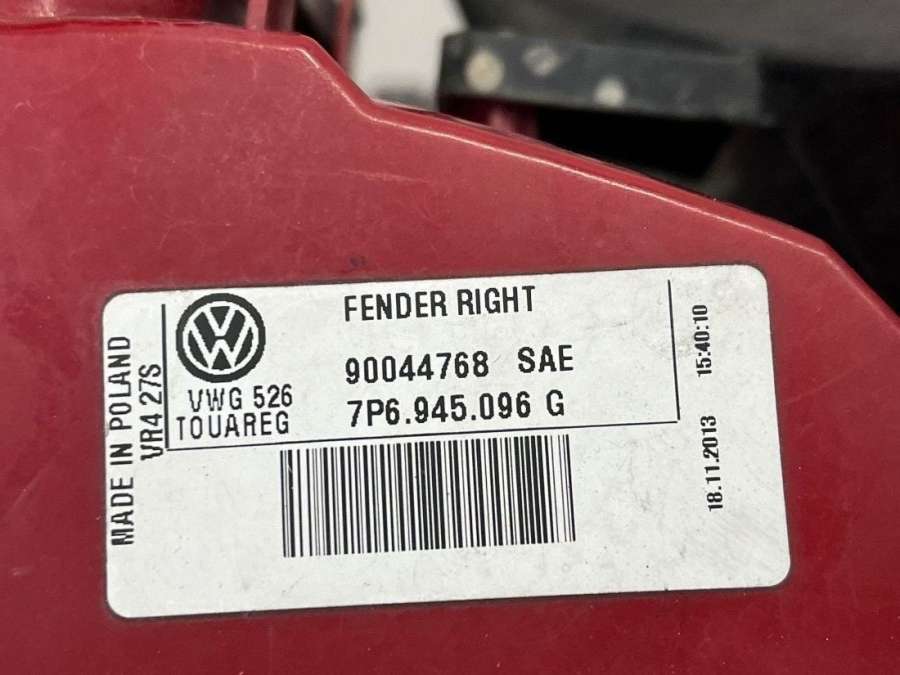 MADE IN POLAND
VR4 27S
VWG 526
TOUAREG
FENDER RIGHT
90044768 SAE
7P6.945.096 G
18.11.2013 15:40:10